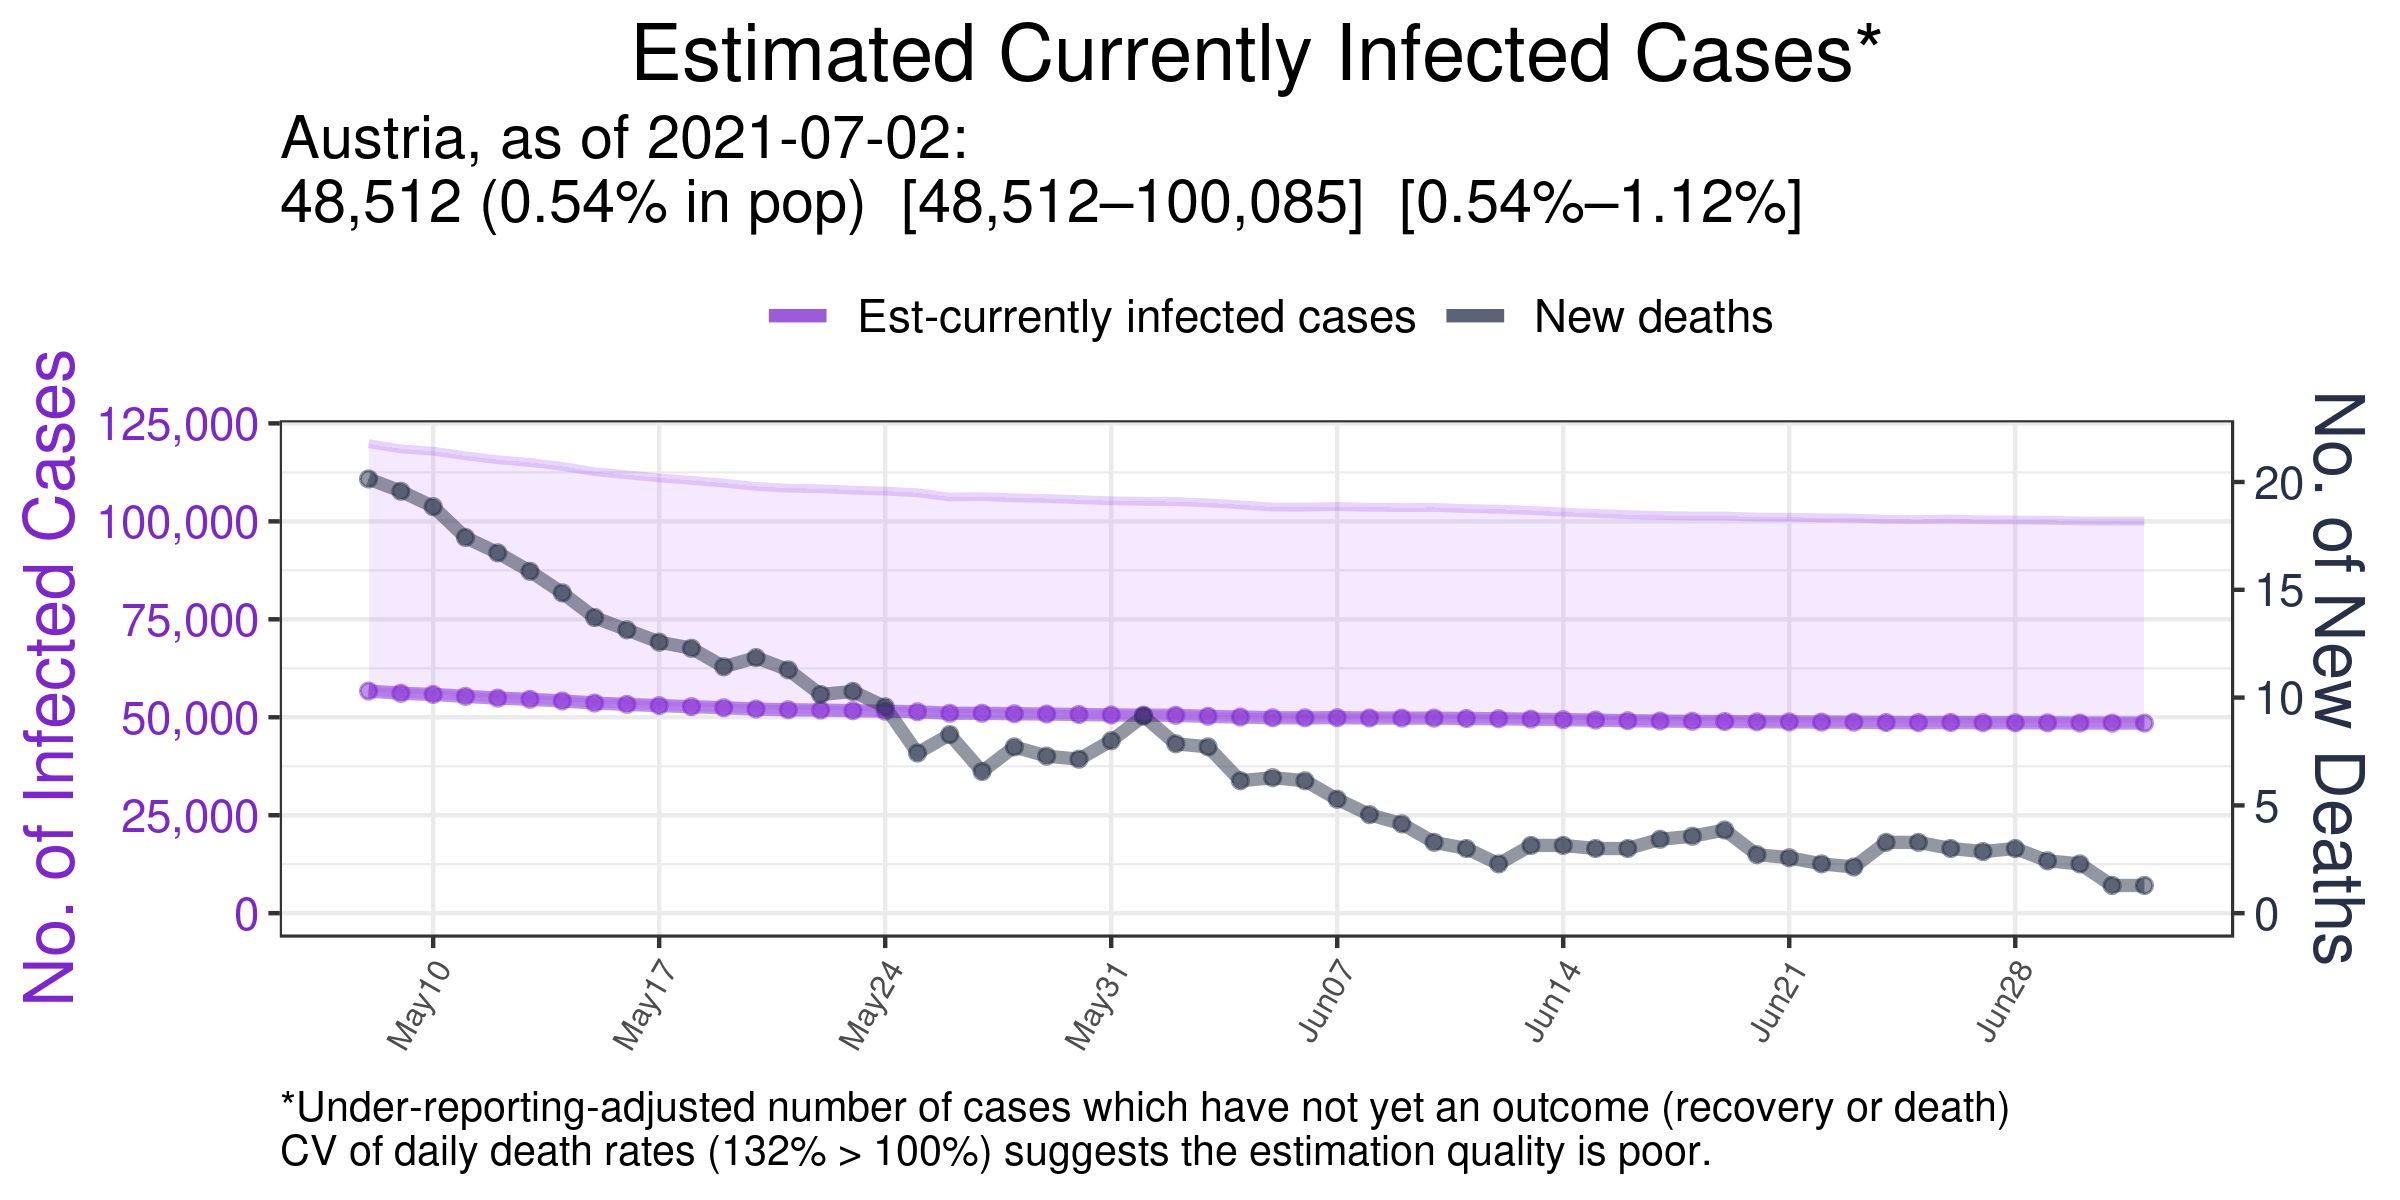 Estimated Currently Infected Cases*
Austria, as of 2021-07-02:
48,512 (0.54% in pop)  [48,512–100,085]  [0.54%–1.12%]
Est-currently infected cases
New deaths
No. of Infected Cases
125,000
100,000
75,000
50,000
25,000
0
No. of New Deaths
20
15
10
5
0
May10
May17
May24
May31
Jun07
Jun14
Jun21
Jun28
*Under-reporting-adjusted number of cases which have not yet an outcome (recovery or death)
CV of daily death rates (132% > 100%) suggests the estimation quality is poor.